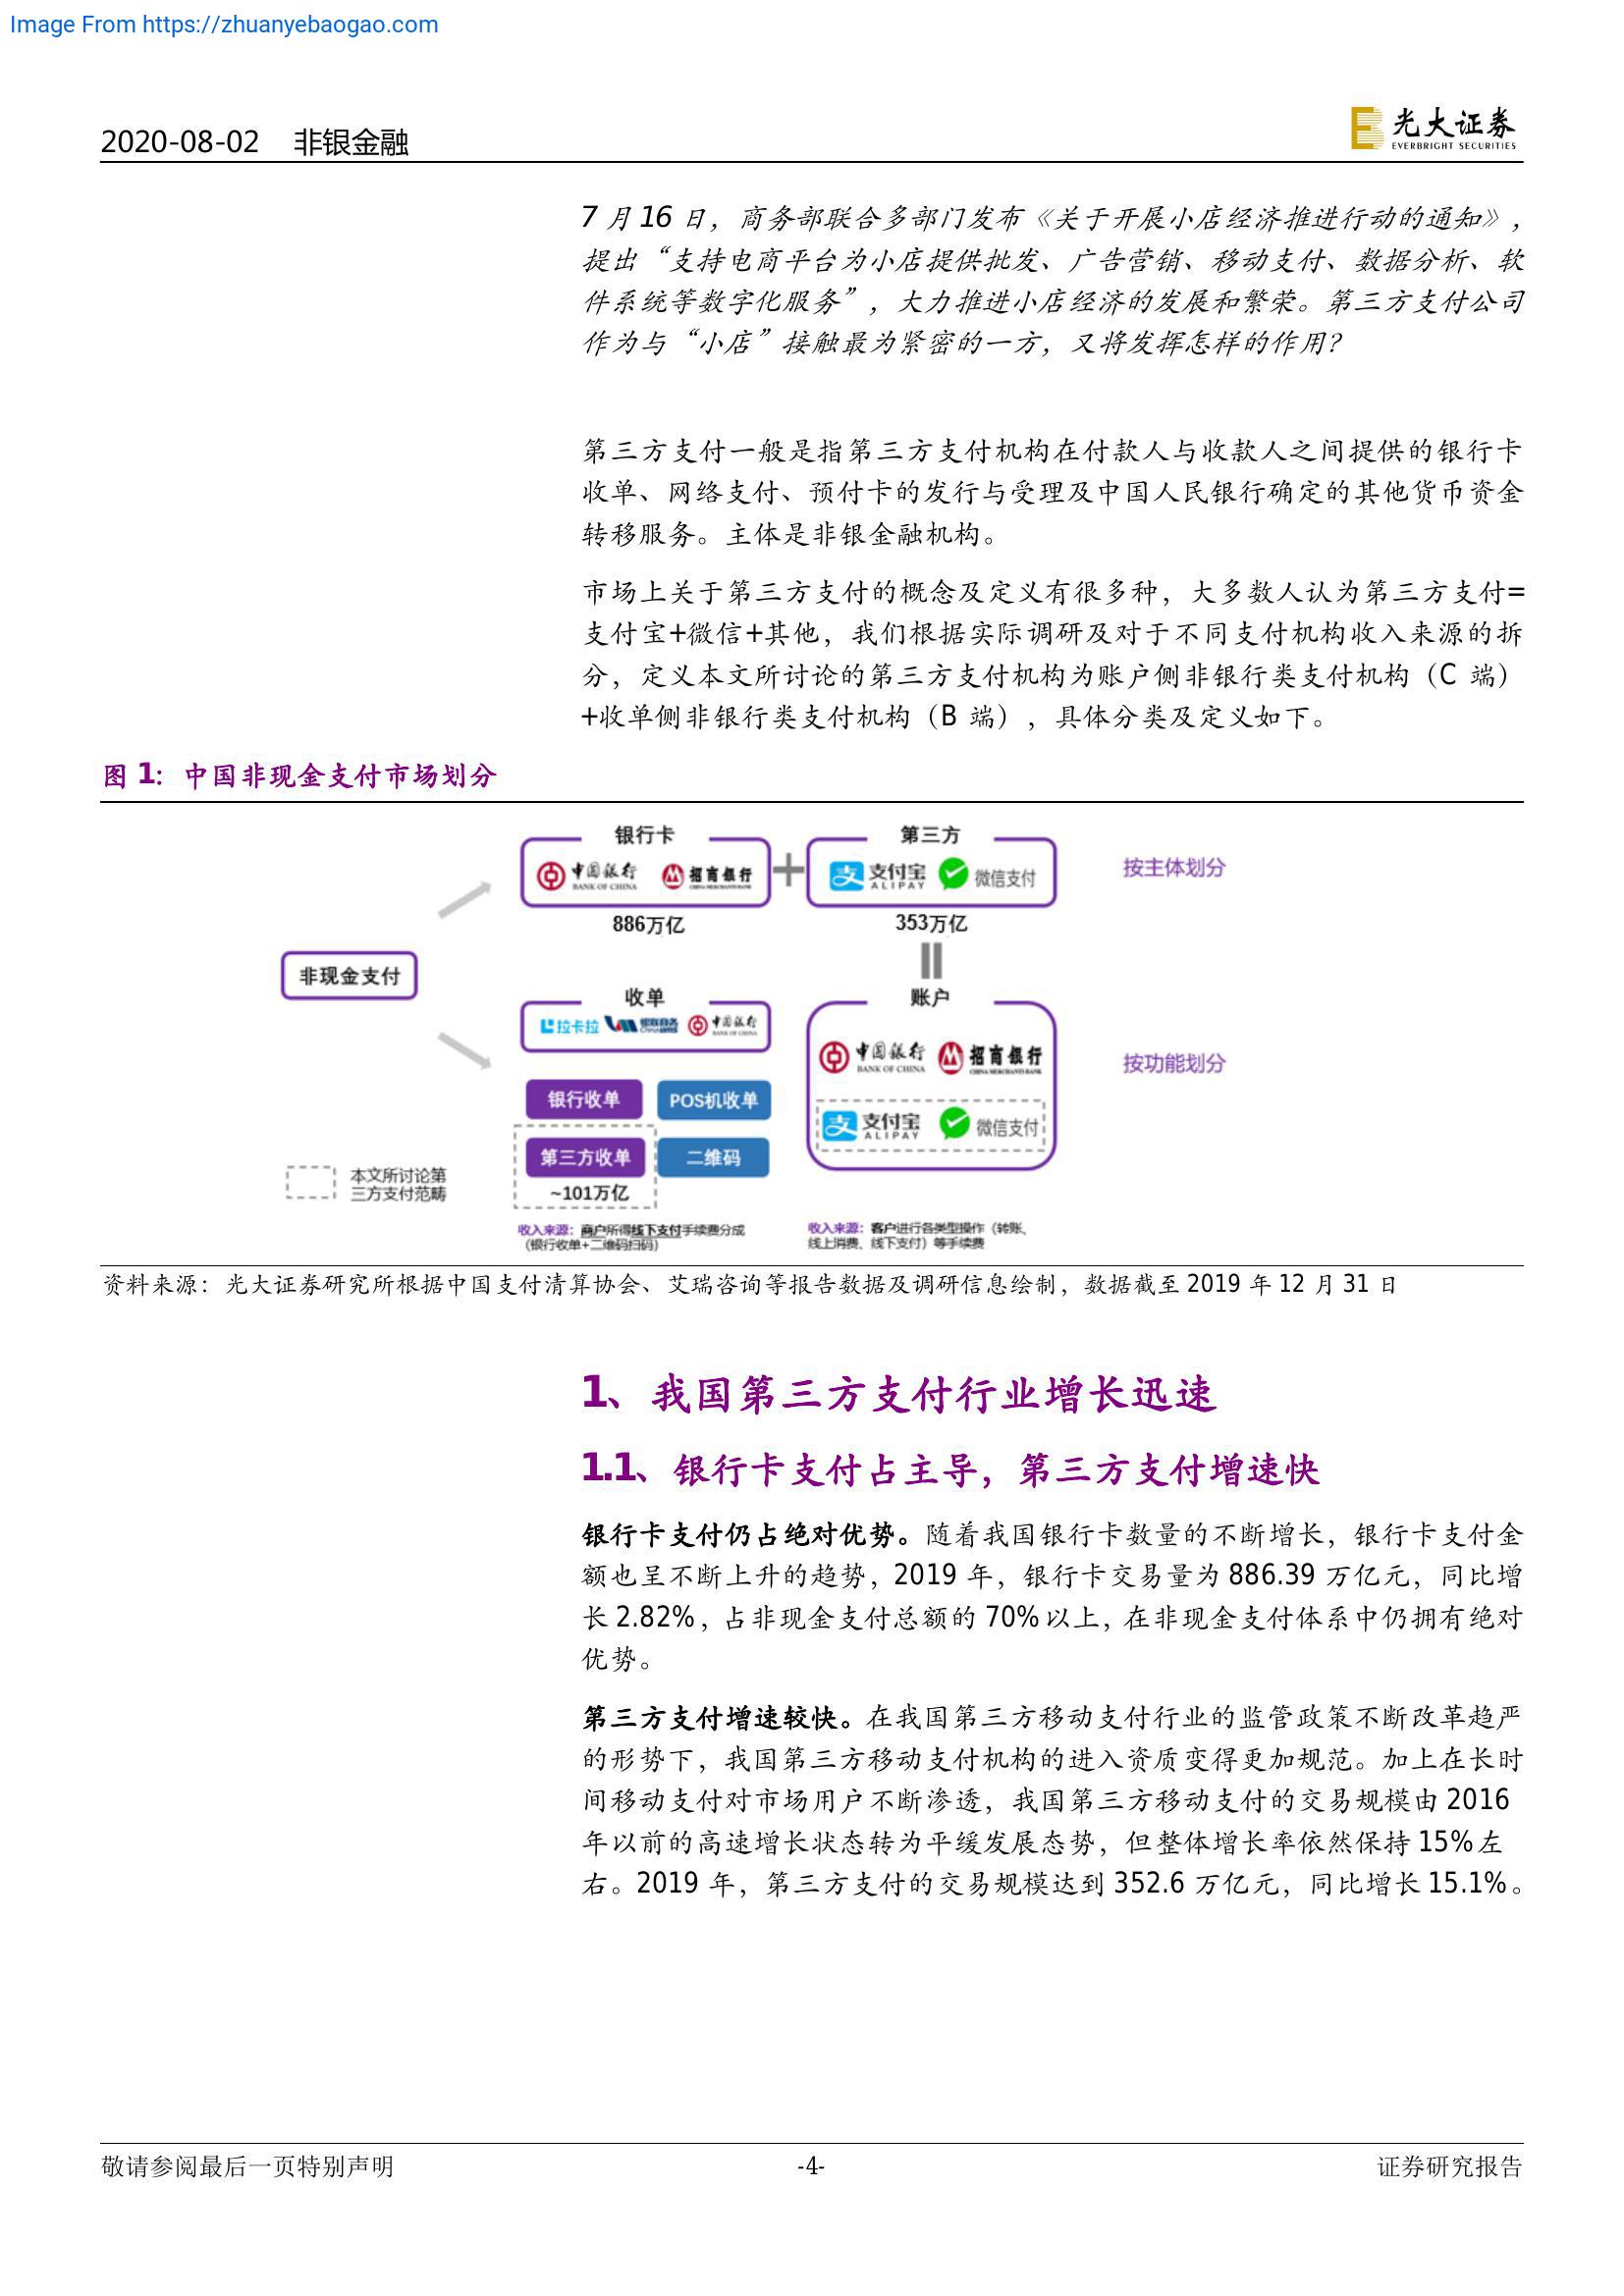 Image From https://zhuanyebaogao.com
2020-08-02 非银金融
光大证券
EVERBRIGHT SECURITIES
7 月 16 日，商务部联合多部门发布《关于开展小店经济推进行动的通知》，
提出“支持电商平台为小店提供批发、广告营销、移动支付、数据分析、软
件系统等数字化服务”，大力推进小店经济的发展和繁荣。第三方支付公司
作为与“小店”接触最为紧密的一方，又将发挥怎样的作用？
第三方支付一般是指第三方支付机构在付款人与收款人之间提供的银行卡
收单、网络支付、预付卡的发行与受理及中国人民银行确定的其他货币资金
转移服务。主体是非银金融机构。
市场上关于第三方支付的概念及定义有很多种，大多数人认为第三方支付=
支付宝+微信+其他，我们根据实际调研及对于不同支付机构收入来源的拆
分，定义本文所讨论的第三方支付机构为账户侧非银行类支付机构（C 端）
+收单侧非银行类支付机构（B 端），具体分类及定义如下。
图 1：中国非现金支付市场划分
银行卡
第三方
中国银行
BANK OF CHINA
招商银行
CHINA MERCHANTS BANK
支付宝
ALIPAY
微信支付
按主体划分
886万亿
353万亿
非现金支付
收单
账户
拉卡拉
银联商务
中国银行
BANK OF CHINA
中国银行
BANK OF CHINA
招商银行
CHINA MERCHANTS BANK
按功能划分
银行收单
POS机收单
支付宝
ALIPAY
微信支付
第三方收单
二维码
~101万亿
本文所讨论第
三方支付范畴
收入来源：商户所得线下支付手续费分成
（银行收单+二维码扫码）
收入来源：客户进行各类型操作（转账、
线上消费、线下支付）等手续费
资料来源：光大证券研究所根据中国支付清算协会、艾瑞咨询等报告数据及调研信息绘制，数据截至 2019 年 12 月 31 日
1、我国第三方支付行业增长迅速
1.1、银行卡支付占主导，第三方支付增速快
银行卡支付仍占绝对优势。随着我国银行卡数量的不断增长，银行卡支付金
额也呈不断上升的趋势，2019 年，银行卡交易量为 886.39 万亿元，同比增
长 2.82%，占非现金支付总额的 70%以上，在非现金支付体系中仍拥有绝对
优势。
第三方支付增速较快。在我国第三方移动支付行业的监管政策不断改革趋严
的形势下，我国第三方移动支付机构的进入资质变得更加规范。加上在长时
间移动支付对市场用户不断渗透，我国第三方移动支付的交易规模由 2016
年以前的高速增长状态转为平缓发展态势，但整体增长率依然保持 15%左
右。2019 年，第三方支付的交易规模达到 352.6 万亿元，同比增长 15.1%。
敬请参阅最后一页特别声明
-4-
证券研究报告